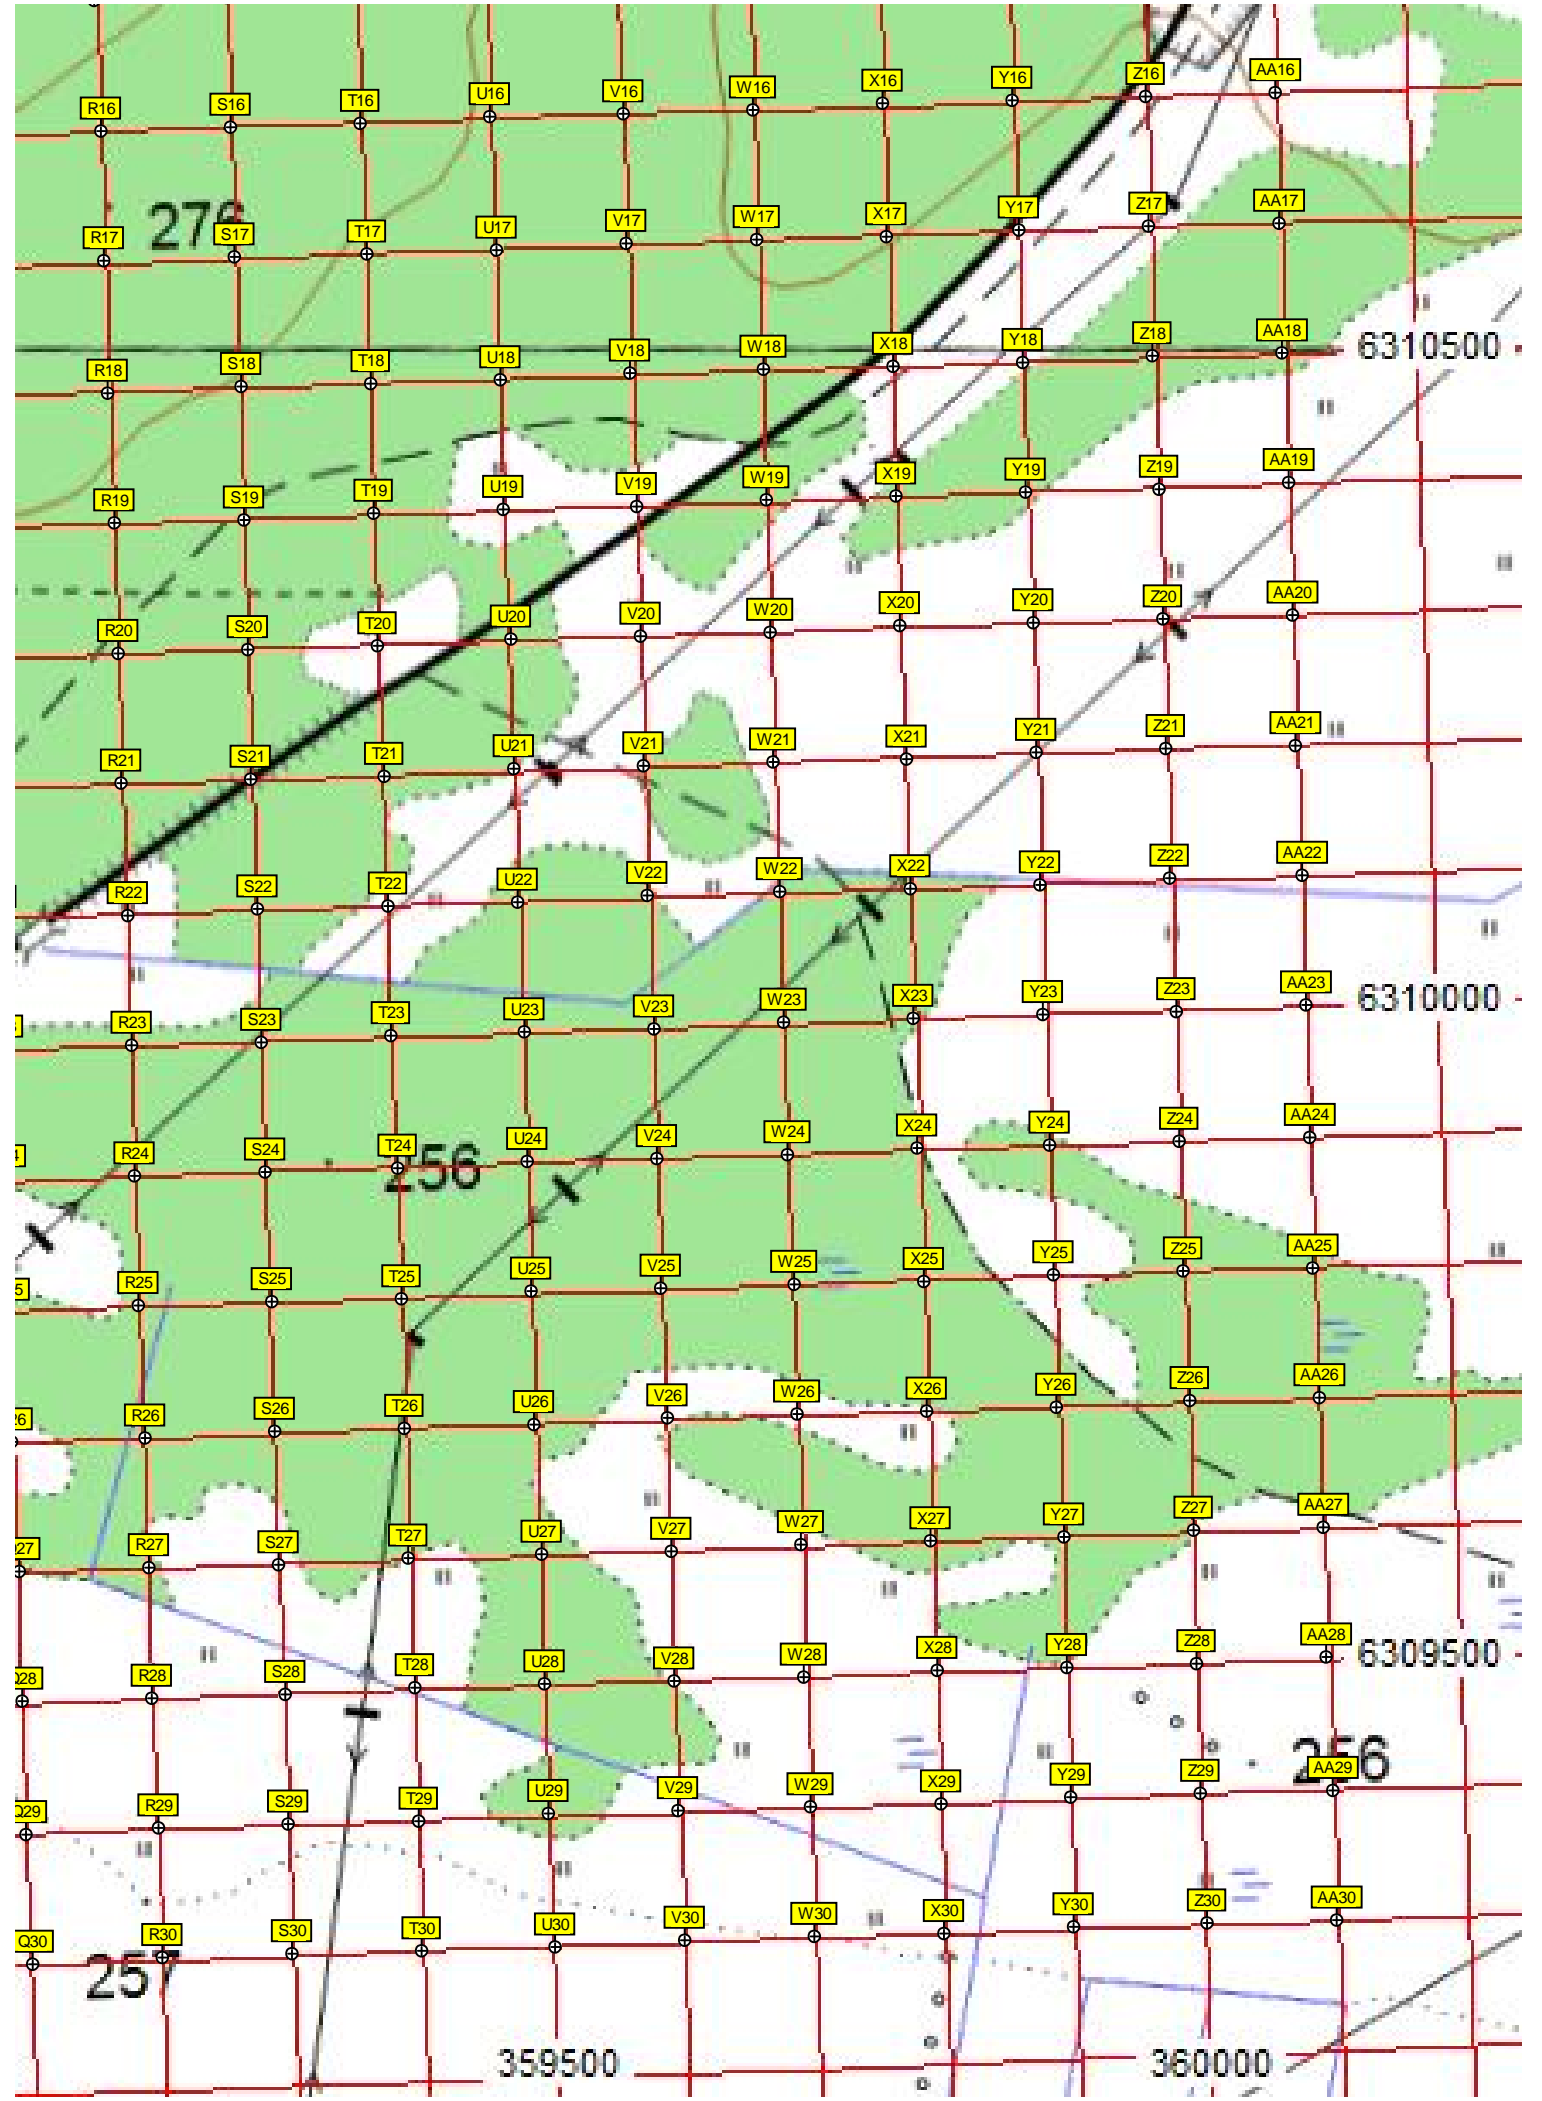 R16 S16 T16 U16 V16 W16 X16 Y16 Z16 AA16
276
R17 S17 T17 U17 V17 W17 X17 Y17 Z17 AA17
R18 S18 T18 U18 V18 W18 X18 Y18 Z18 AA18 6310500
R19 S19 T19 U19 V19 W19 X19 Y19 Z19 AA19
R20 S20 T20 U20 V20 W20 X20 Y20 Z20 AA20
R21 S21 T21 U21 V21 W21 X21 Y21 Z21 AA21
R22 S22 T22 U22 V22 W22 X22 Y22 Z22 AA22
R23 S23 T23 U23 V23 W23 X23 Y23 Z23 AA23 6310000
R24 S24 T24 U24 V24 W24 X24 Y24 Z24 AA24
256
R25 S25 T25 U25 V25 W25 X25 Y25 Z25 AA25
26 R26 S26 T26 U26 V26 W26 X26 Y26 Z26 AA26
27 R27 S27 T27 U27 V27 W27 X27 Y27 Z27 AA27
28 R28 S28 T28 U28 V28 W28 X28 Y28 Z28 AA28 6309500
256
Q29 R29 S29 T29 U29 V29 W29 X29 Y29 Z29 AA29
Q30 R30 S30 T30 U30 V30 W30 X30 Y30 Z30 AA30
257
359500 360000